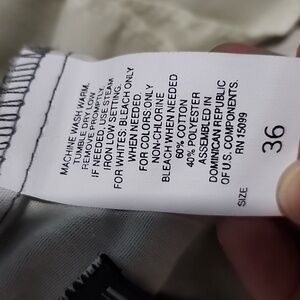 MACHINE WASH WARM.
TUMBLE DRY LOW
REMOVE PROMPTLY.
IF NEEDED, USE STEAM
IRON LOW SETTING.
FOR WHITES: BLEACH ONLY
WHEN NEEDED.
FOR COLORS: ONLY
NON-CHLORINE
BLEACH WHEN NEEDED
60% COTTON
40% POLYESTER
ASSEMBLED IN
DOMINICAN REPUBLIC
OF U.S. COMPONENTS.
RN 15099
SIZE 36